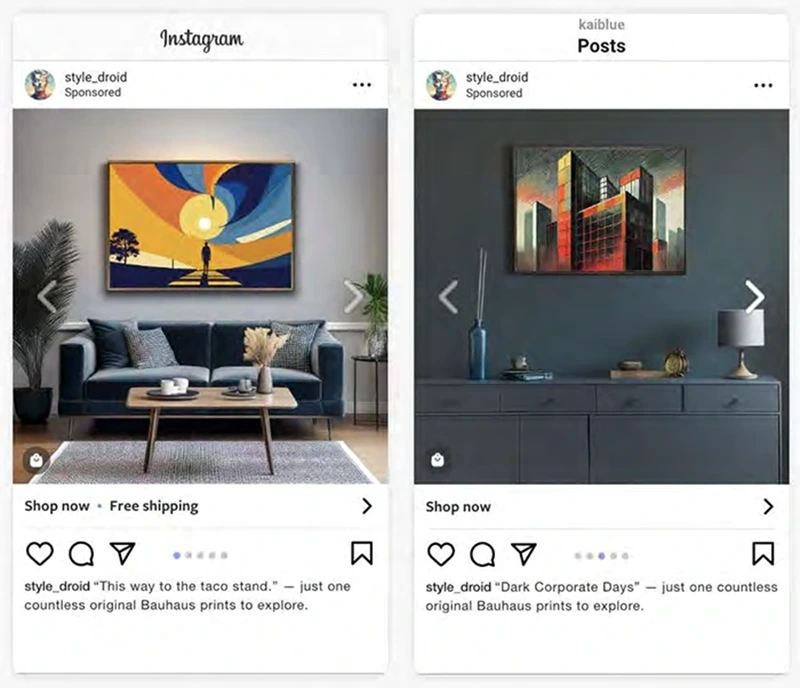 Instagram
style_droid
Sponsored
Shop now • Free shipping
style_droid “This way to the taco stand.” — just one
countless original Bauhaus prints to explore.
kaiblue
Posts
style_droid
Sponsored
Shop now
style_droid “Dark Corporate Days” — just one countless
original Bauhaus prints to explore.